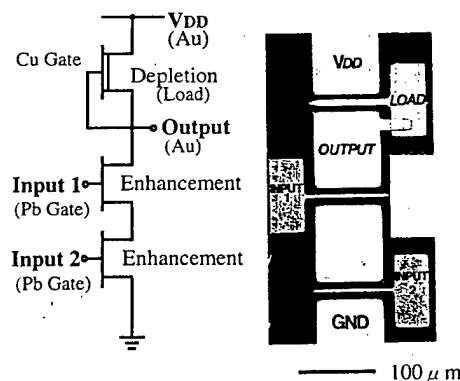 VDD
(Au)
Cu Gate
Depletion
(Load)
Output
(Au)
Input 1
Enhancement
(Pb Gate)
Input 2
Enhancement
(Pb Gate)
VDD
LOAD
OUTPUT
INPUT
1
INPUT
2
GND
100 μ m